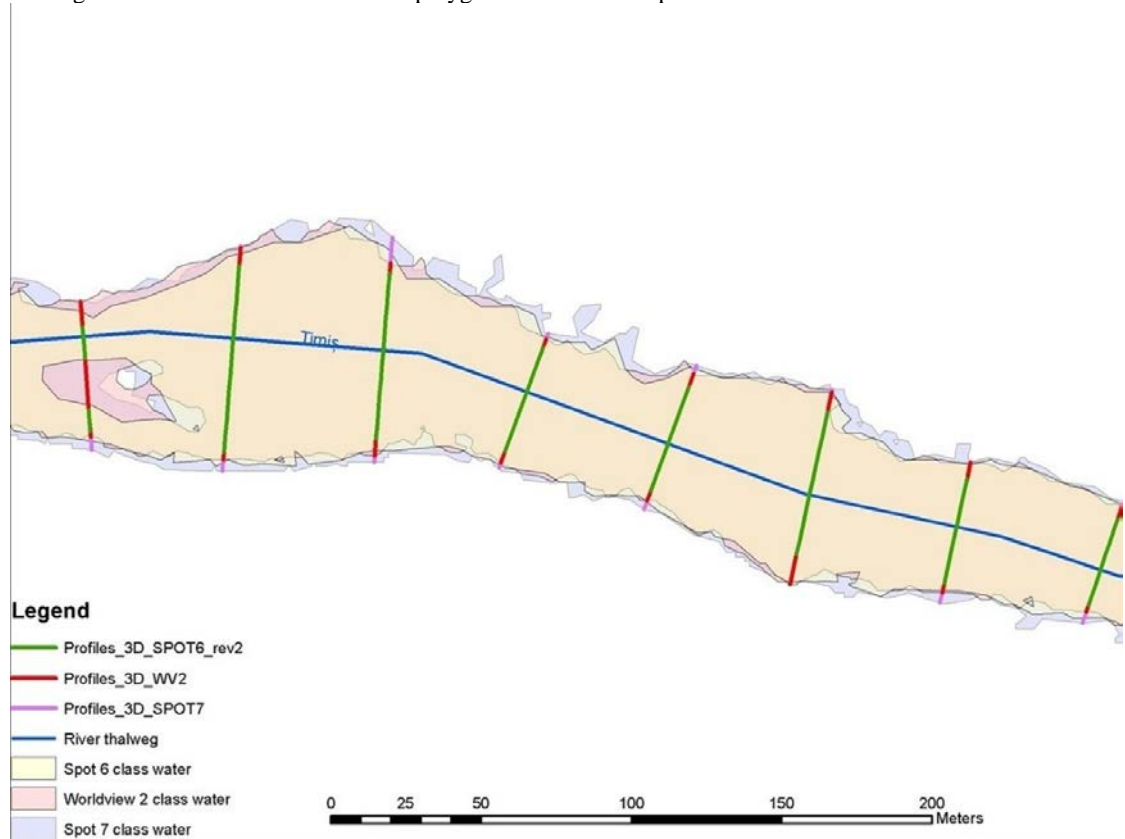 Timiş
Legend
Profiles_3D_SPOT6_rev2
Profiles_3D_WV2
Profiles_3D_SPOT7
River thalweg
Spot 6 class water
Worldview 2 class water
Spot 7 class water
0 25 50 100 150 200
Meters